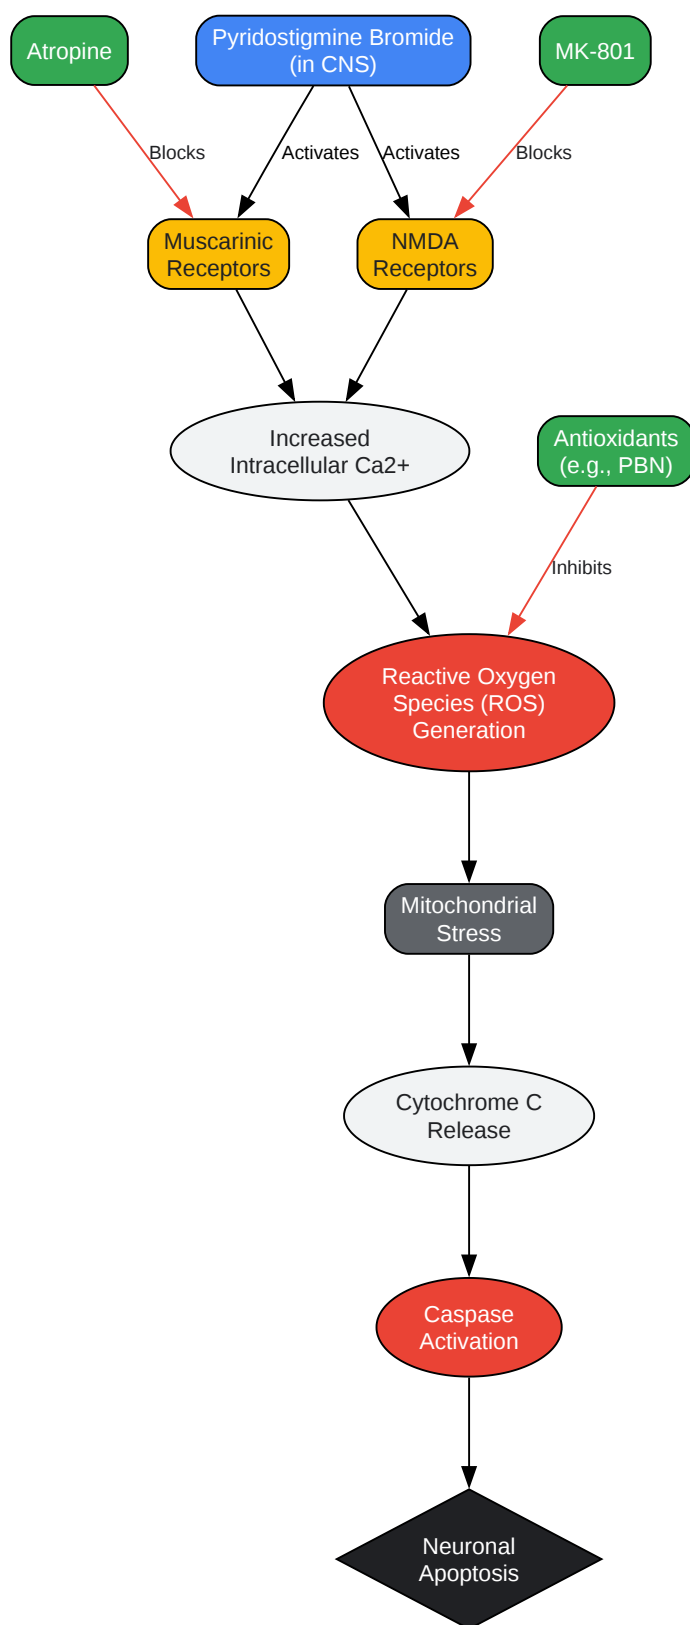 Atropine
Pyridostigmine Bromide
(in CNS)
MK-801
Blocks
Activates
Activates
Blocks
Muscarinic
Receptors
NMDA
Receptors
Increased
Intracellular Ca2+
Antioxidants
(e.g., PBN)
Inhibits
Reactive Oxygen
Species (ROS)
Generation
Mitochondrial
Stress
Cytochrome C
Release
Caspase
Activation
Neuronal
Apoptosis